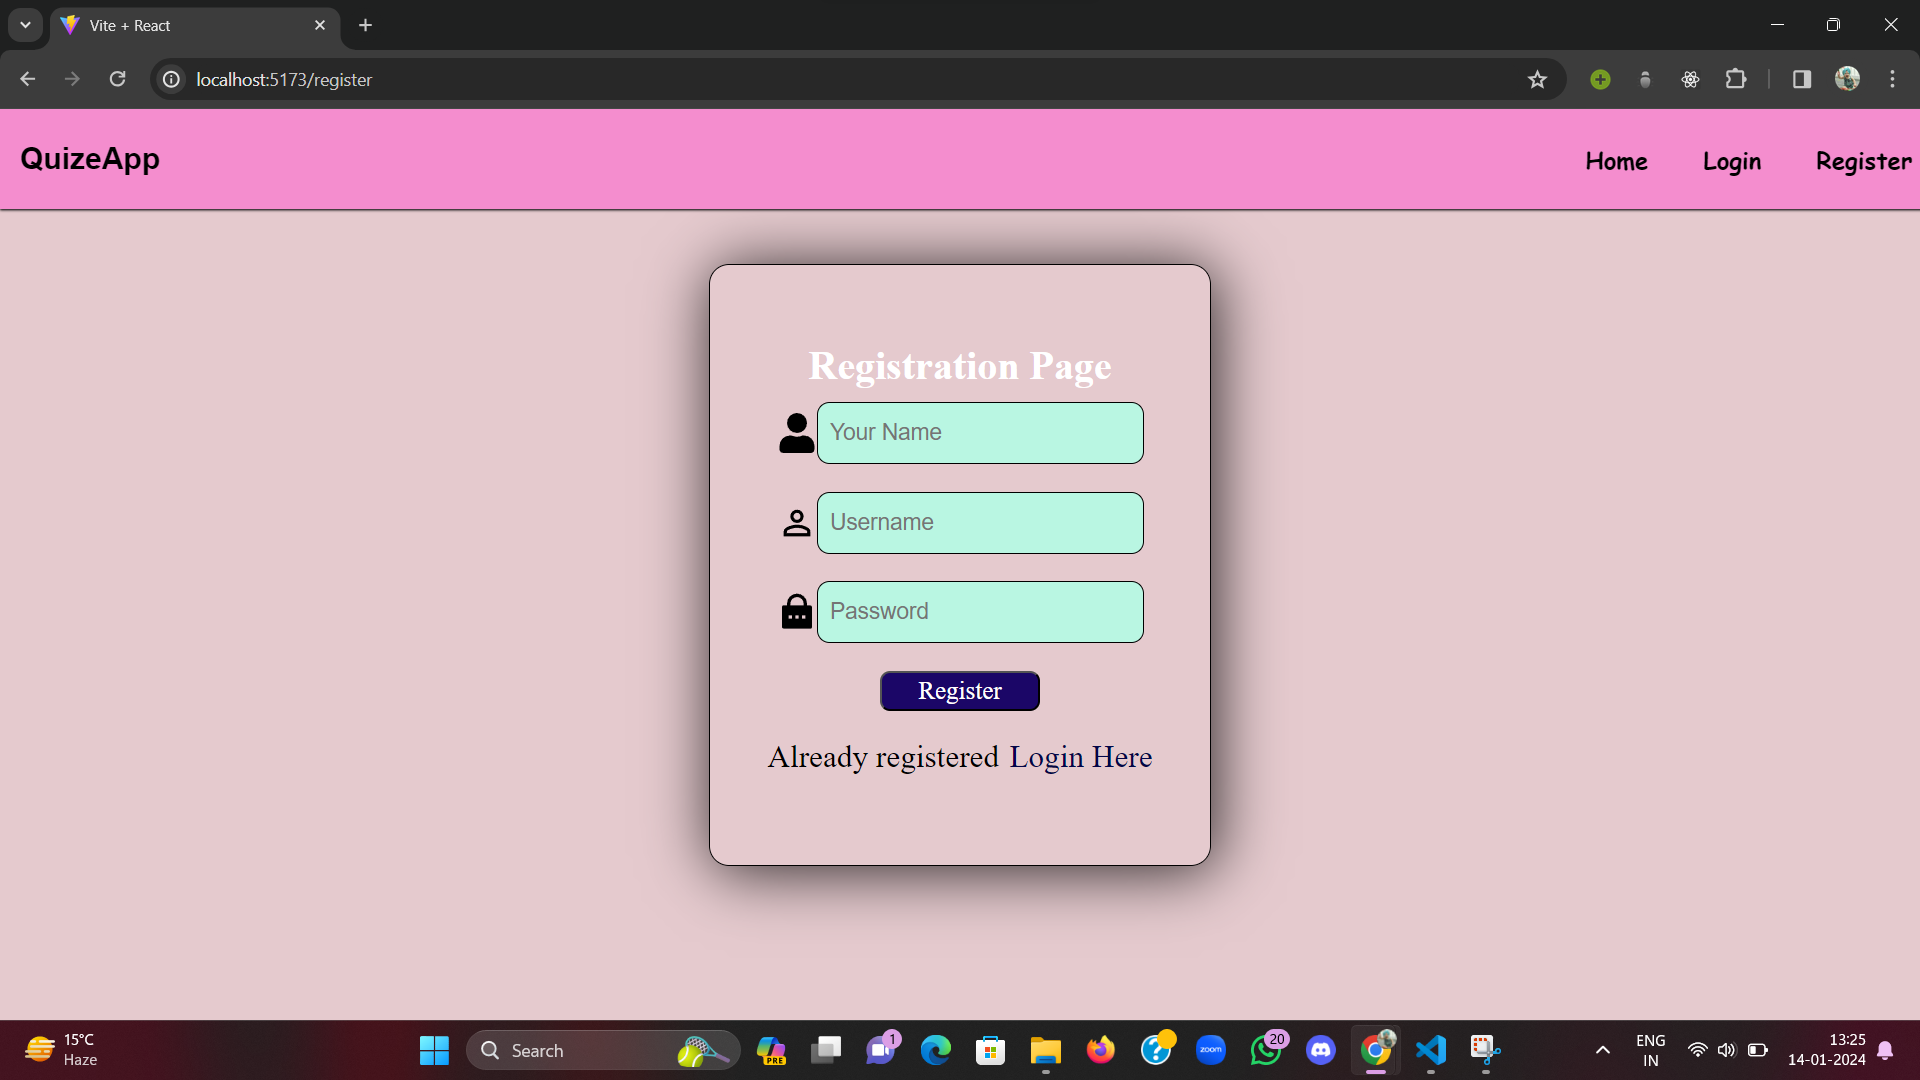 Vite + React
localhost:5173/register
QuizeApp
Home Login Register
Registration Page
Your Name
Username
Password
Register
Already registered Login Here
15°C
Haze
Search
PRE
1
zoom
20
ENG
IN
13:25
14-01-2024